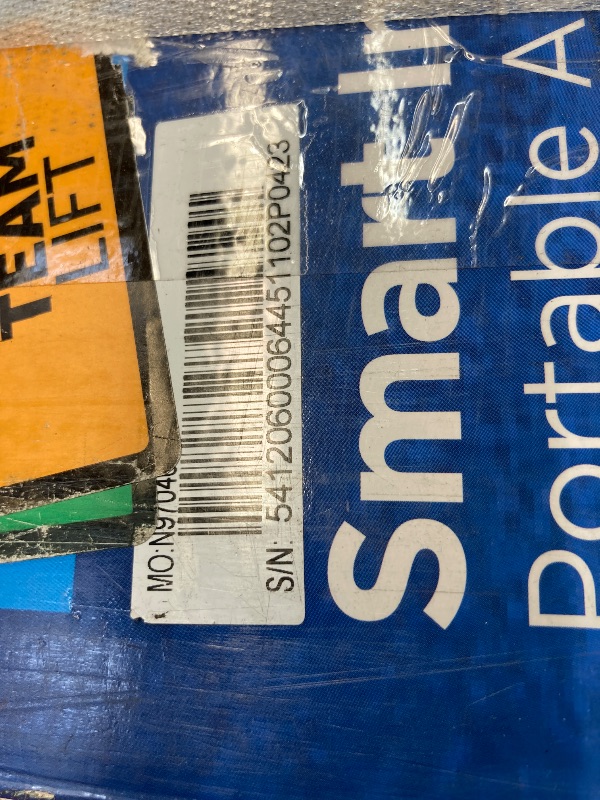 TEAM
LIFT
MO:N9704
S/N: 54120600064451102P0423
Smart
Portable A